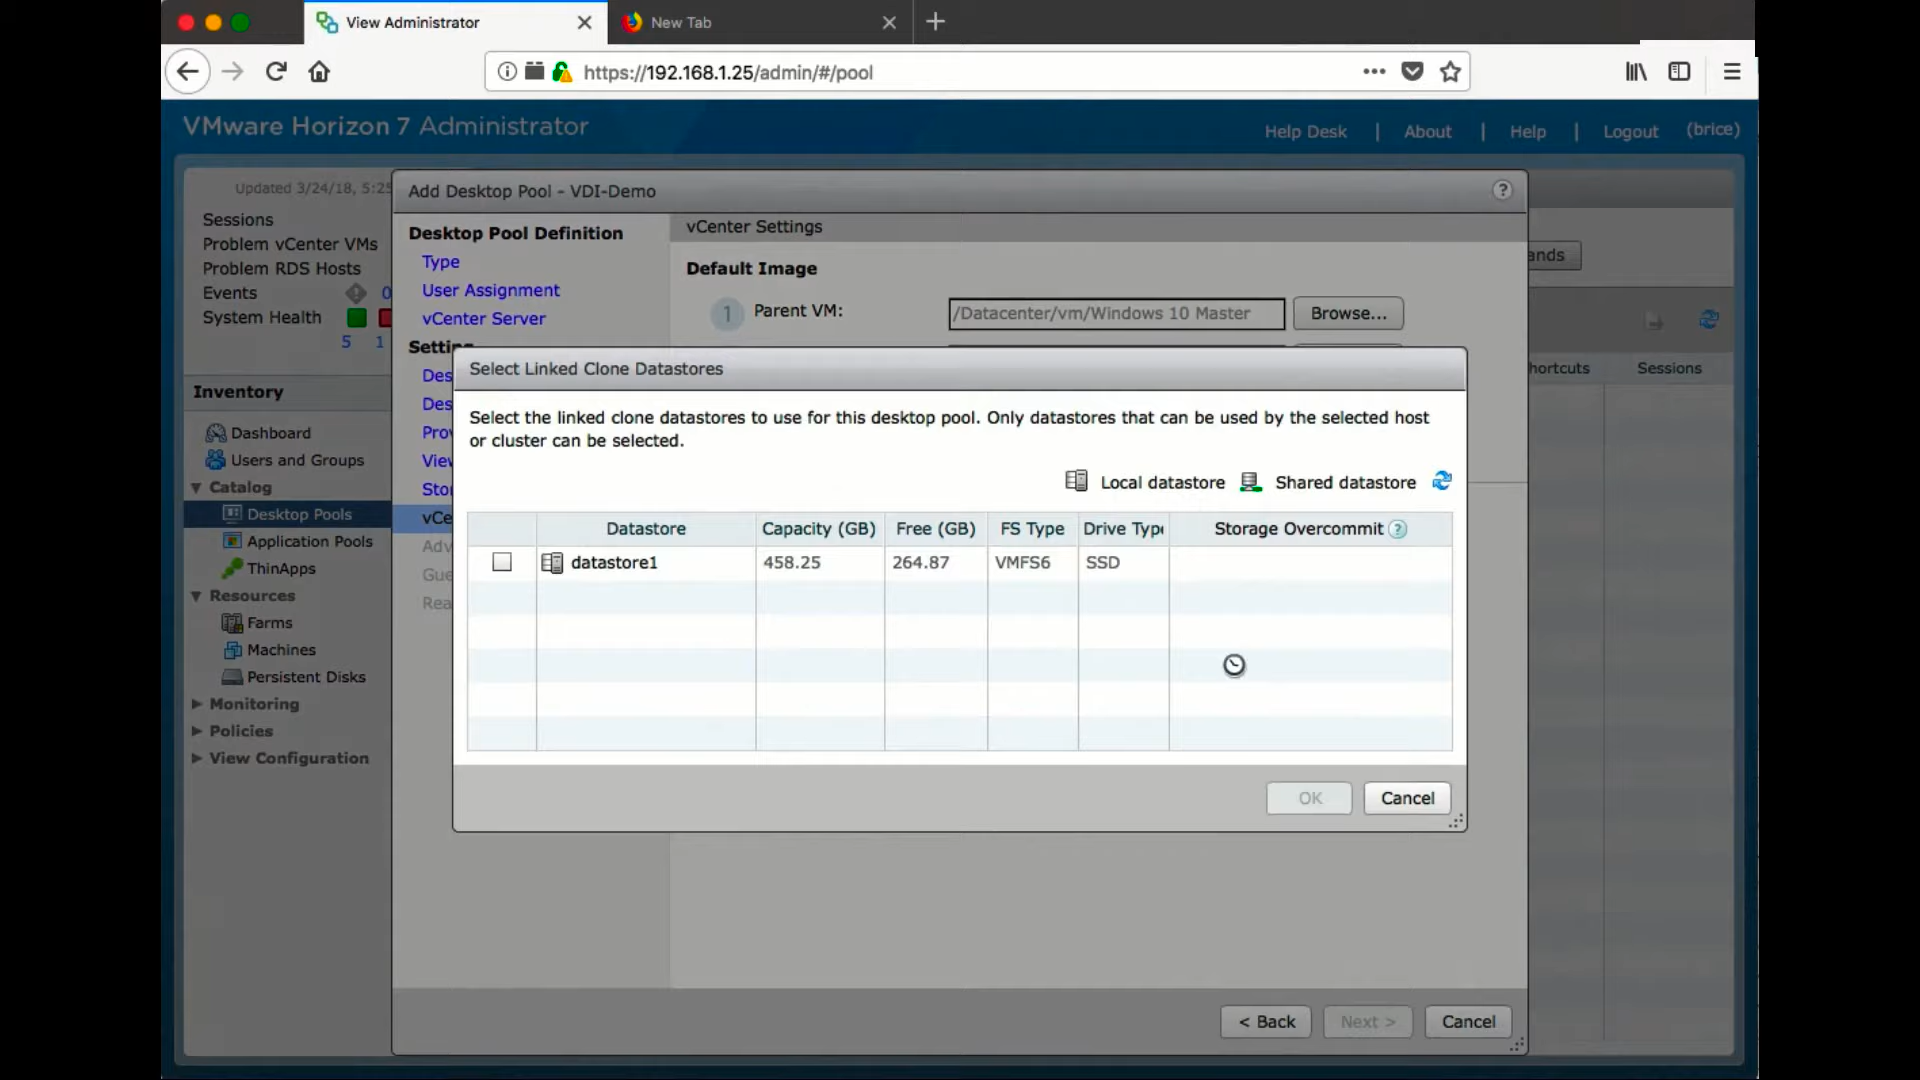 View Administrator
New Tab
https://192.168.1.25/admin/#/pool
VMware Horizon 7 Administrator
Help Desk | About | Help | Logout (brice)
Updated 3/24/18, 5:25
Sessions
Problem vCenter VMs
Problem RDS Hosts
Events 0
System Health
5 1
Inventory
Dashboard
Users and Groups
Catalog
Desktop Pools
Application Pools
ThinApps
Resources
Farms
Machines
Persistent Disks
Monitoring
Policies
View Configuration
Add Desktop Pool - VDI-Demo
?
Desktop Pool Definition
Type
User Assignment
vCenter Server
Setting
Des
Des
Pro
Vie
Sto
vCe
Adv
Gue
Rea
vCenter Settings
Default Image
1 Parent VM: /Datacenter/vm/Windows 10 Master Browse...
ands
hortcuts Sessions
Select Linked Clone Datastores
Select the linked clone datastores to use for this desktop pool. Only datastores that can be used by the selected host
or cluster can be selected.
Local datastore Shared datastore
Datastore Capacity (GB) Free (GB) FS Type Drive Typ Storage Overcommit ?
datastore1 458.25 264.87 VMFS6 SSD
OK Cancel
< Back Next > Cancel